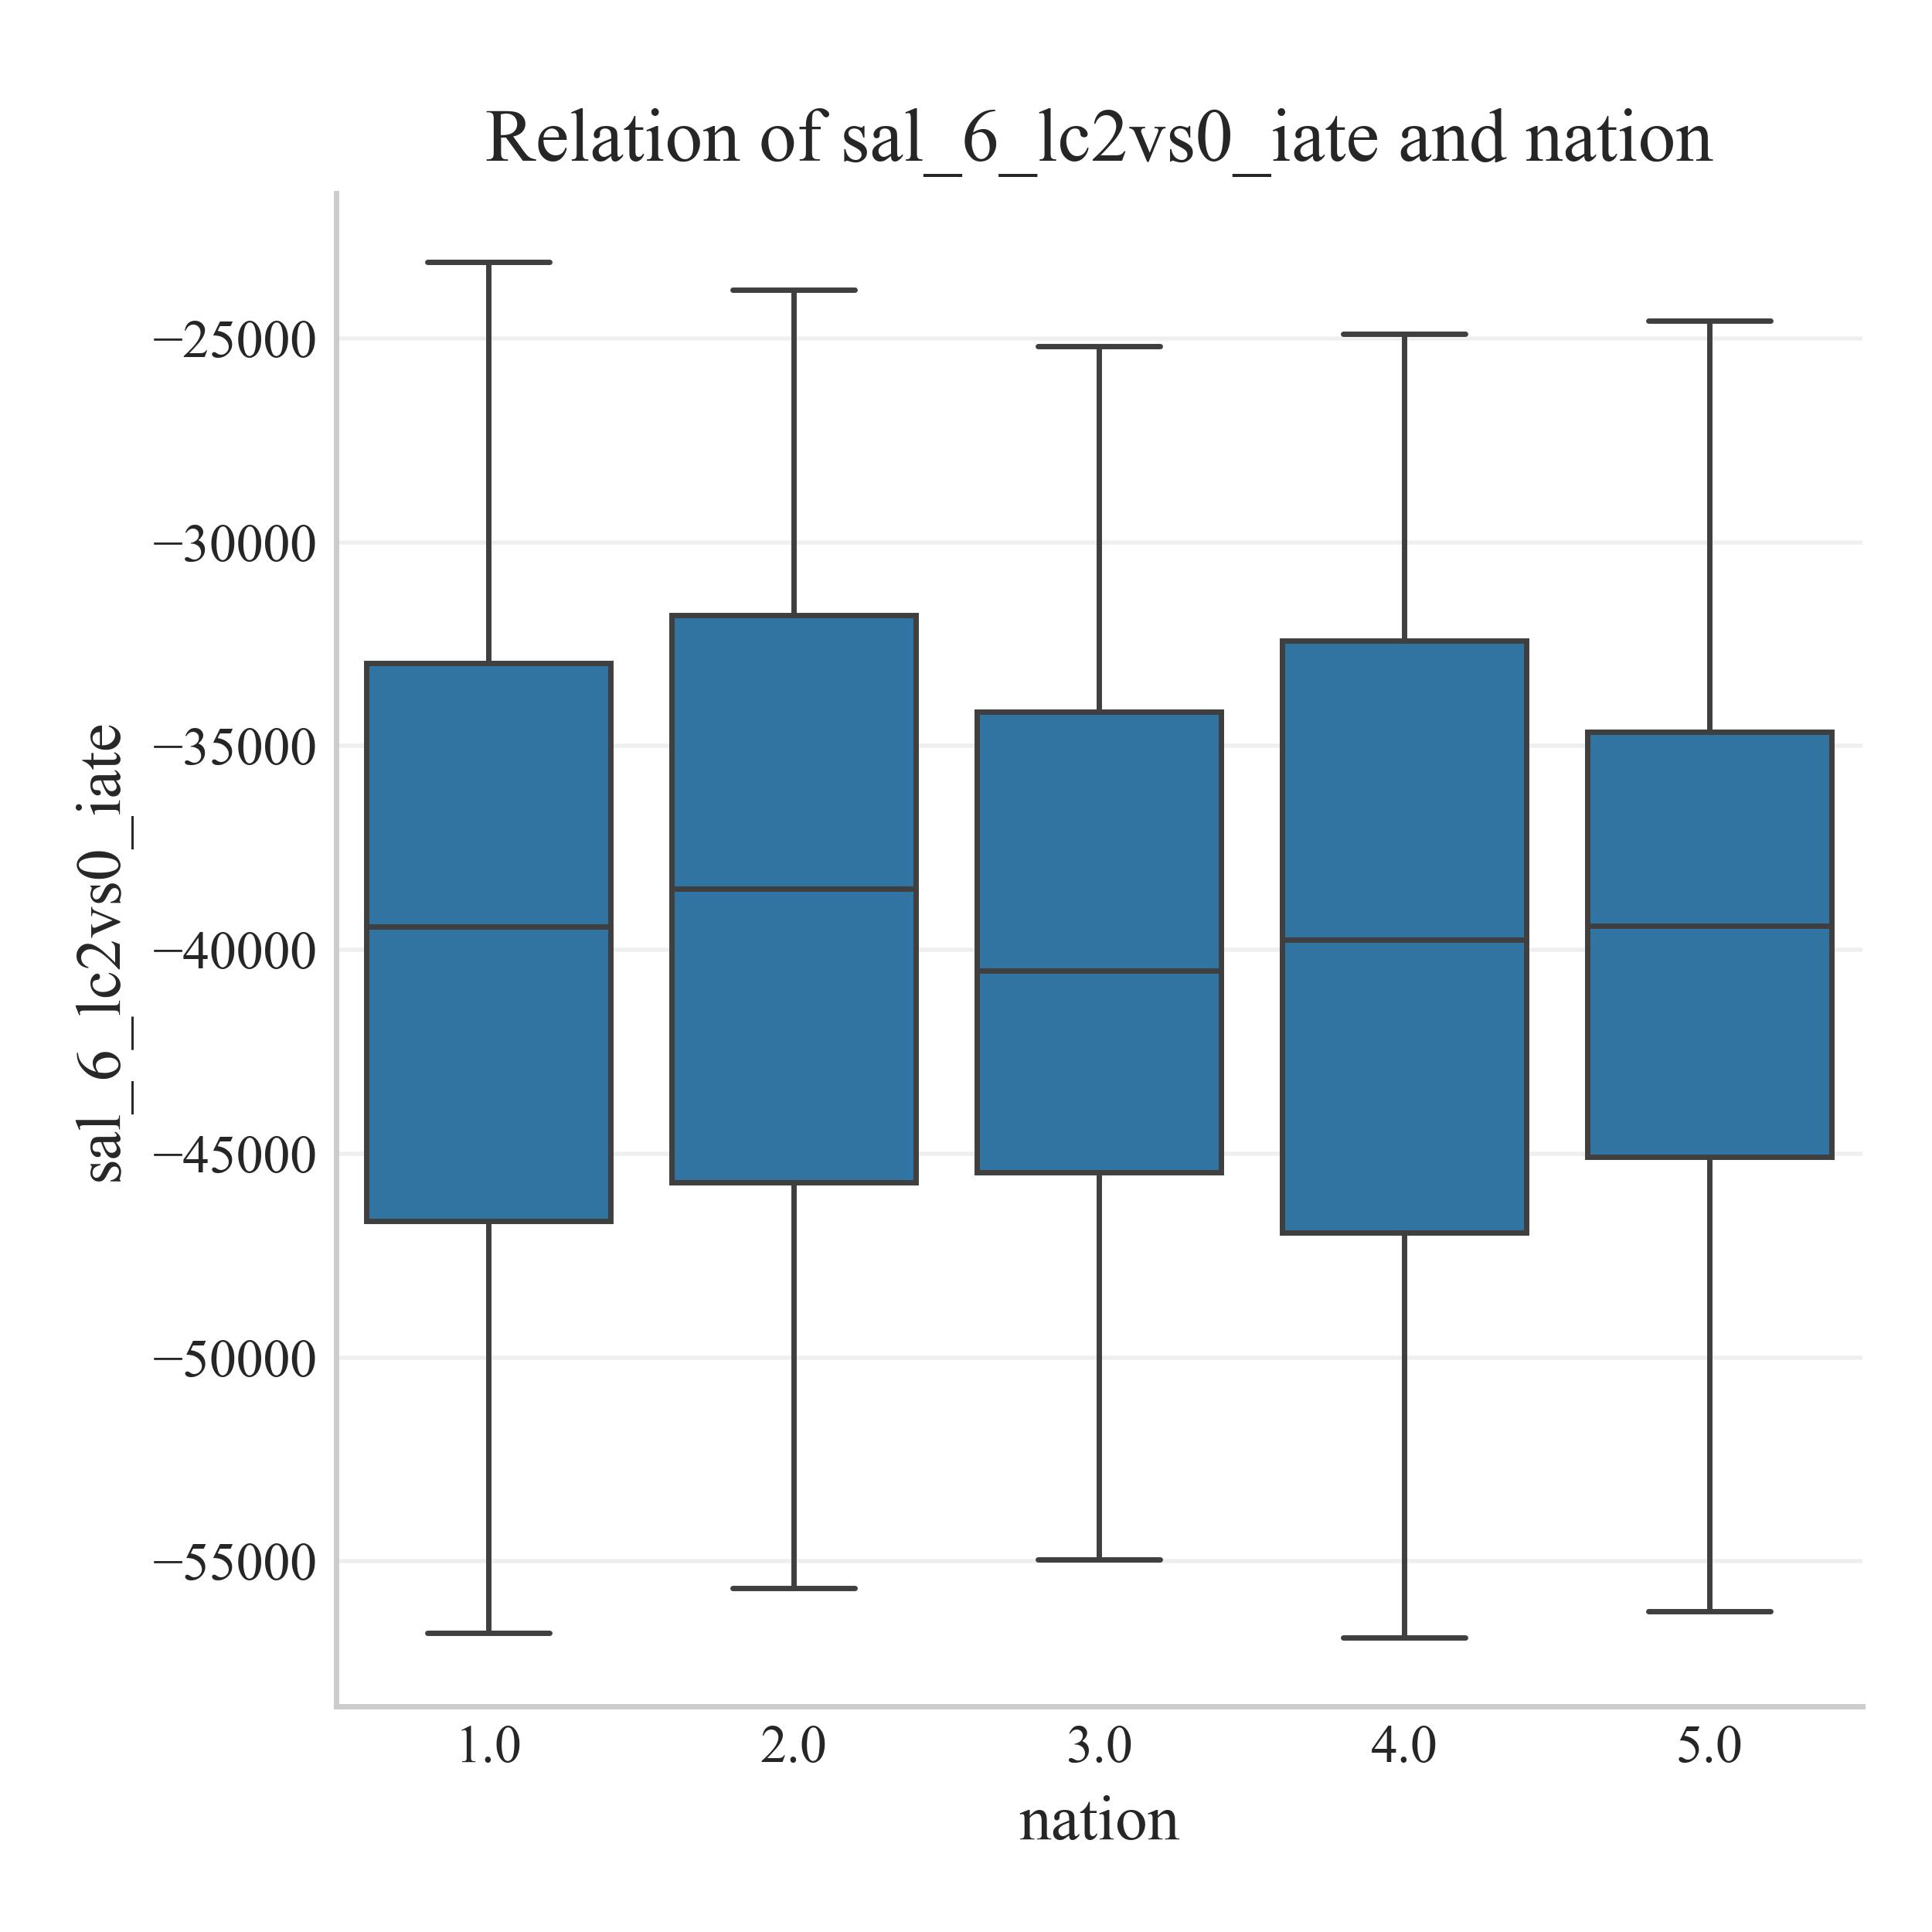 Relation of sal_6_lc2vs0_iate and nation
sal_6_lc2vs0_iate
−25000
−30000
−35000
−40000
−45000
−50000
−55000
1.0 2.0 3.0 4.0 5.0
nation